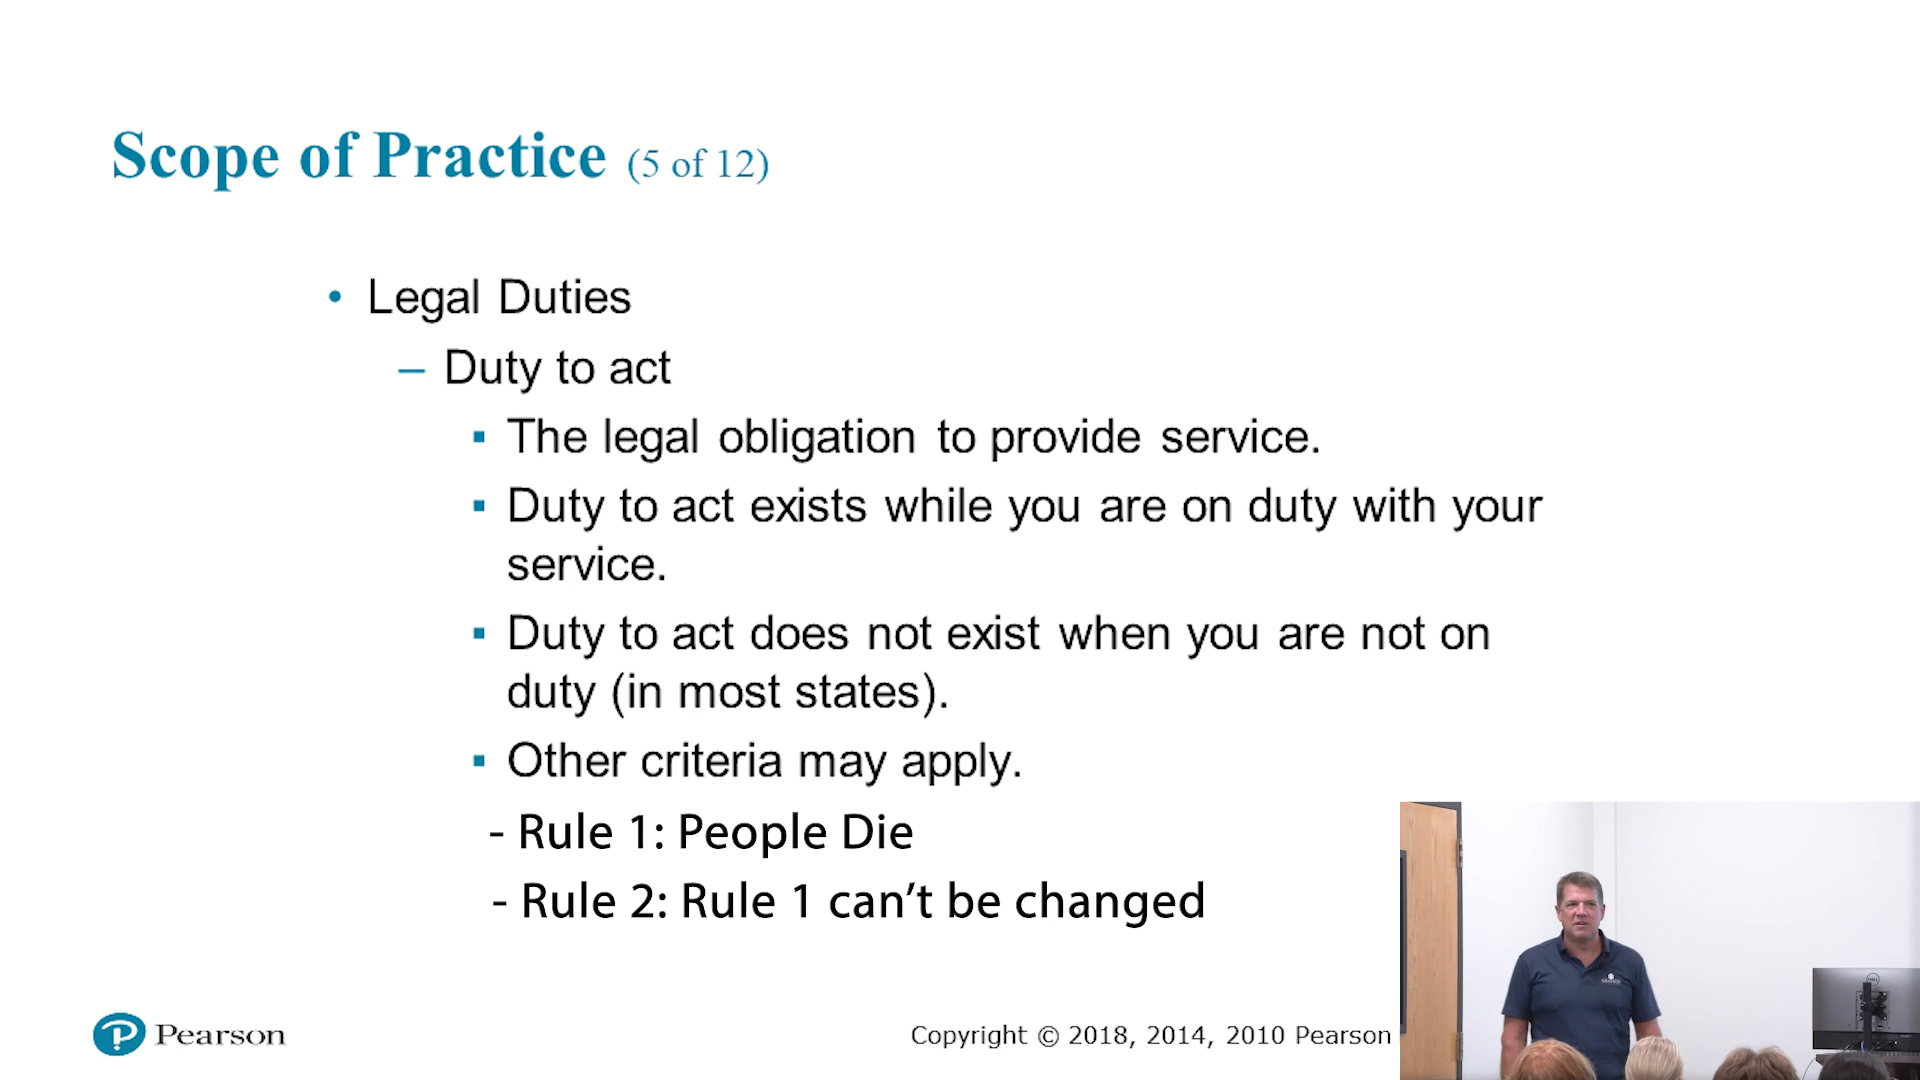 Scope of Practice (5 of 12)
• Legal Duties
– Duty to act
▪ The legal obligation to provide service.
▪ Duty to act exists while you are on duty with your
service.
▪ Duty to act does not exist when you are not on
duty (in most states).
▪ Other criteria may apply.
- Rule 1: People Die
- Rule 2: Rule 1 can’t be changed
Pearson
Copyright © 2018, 2014, 2010 Pearson
DELL